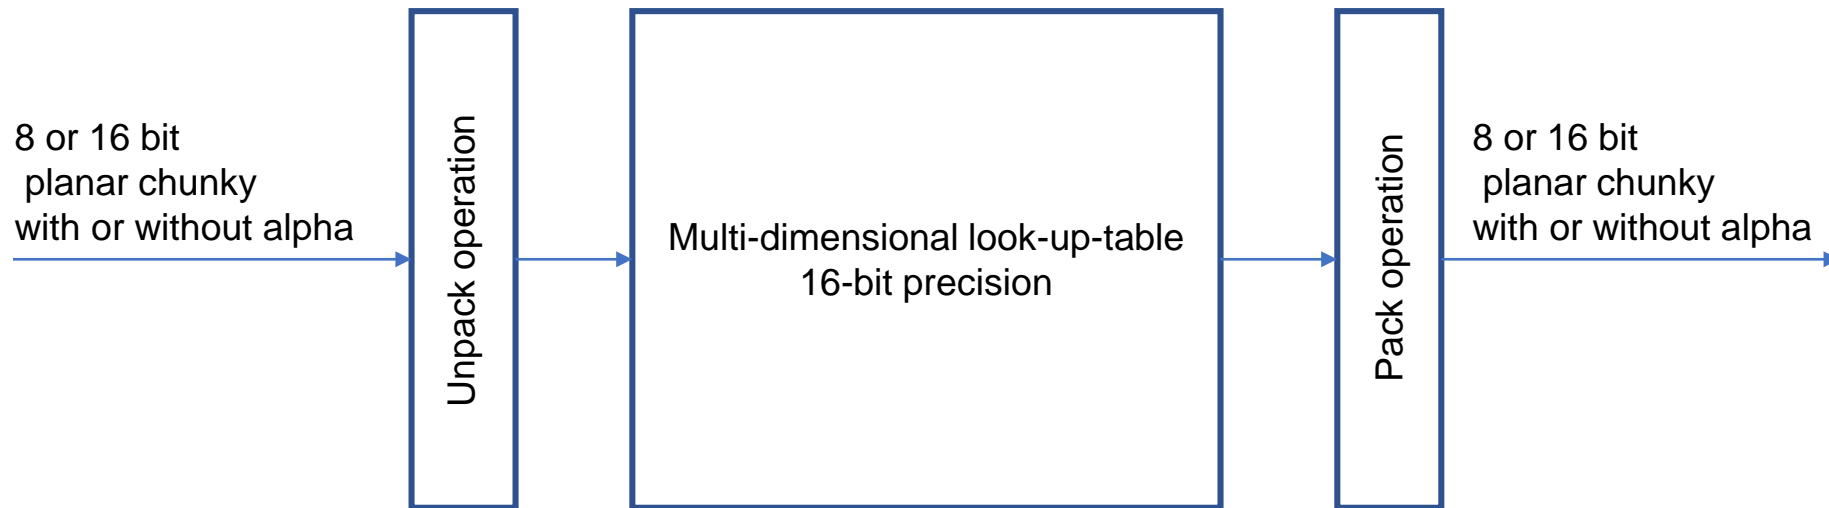 8 or 16 bit
planar chunky
with or without alpha
Unpack operation
Multi-dimensional look-up-table
16-bit precision
Pack operation
8 or 16 bit
planar chunky
with or without alpha